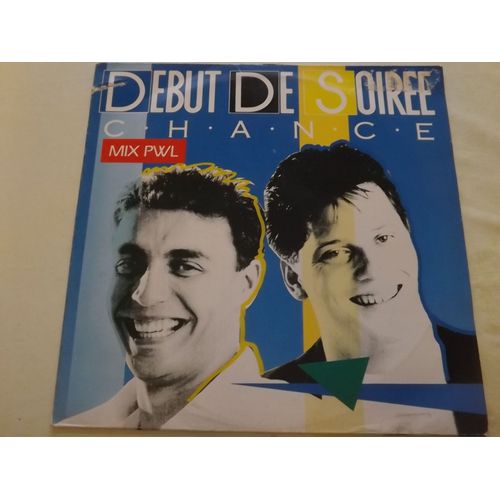 DEBUT DE SOIREE
C·H·A·N·C·E
MIX PWL